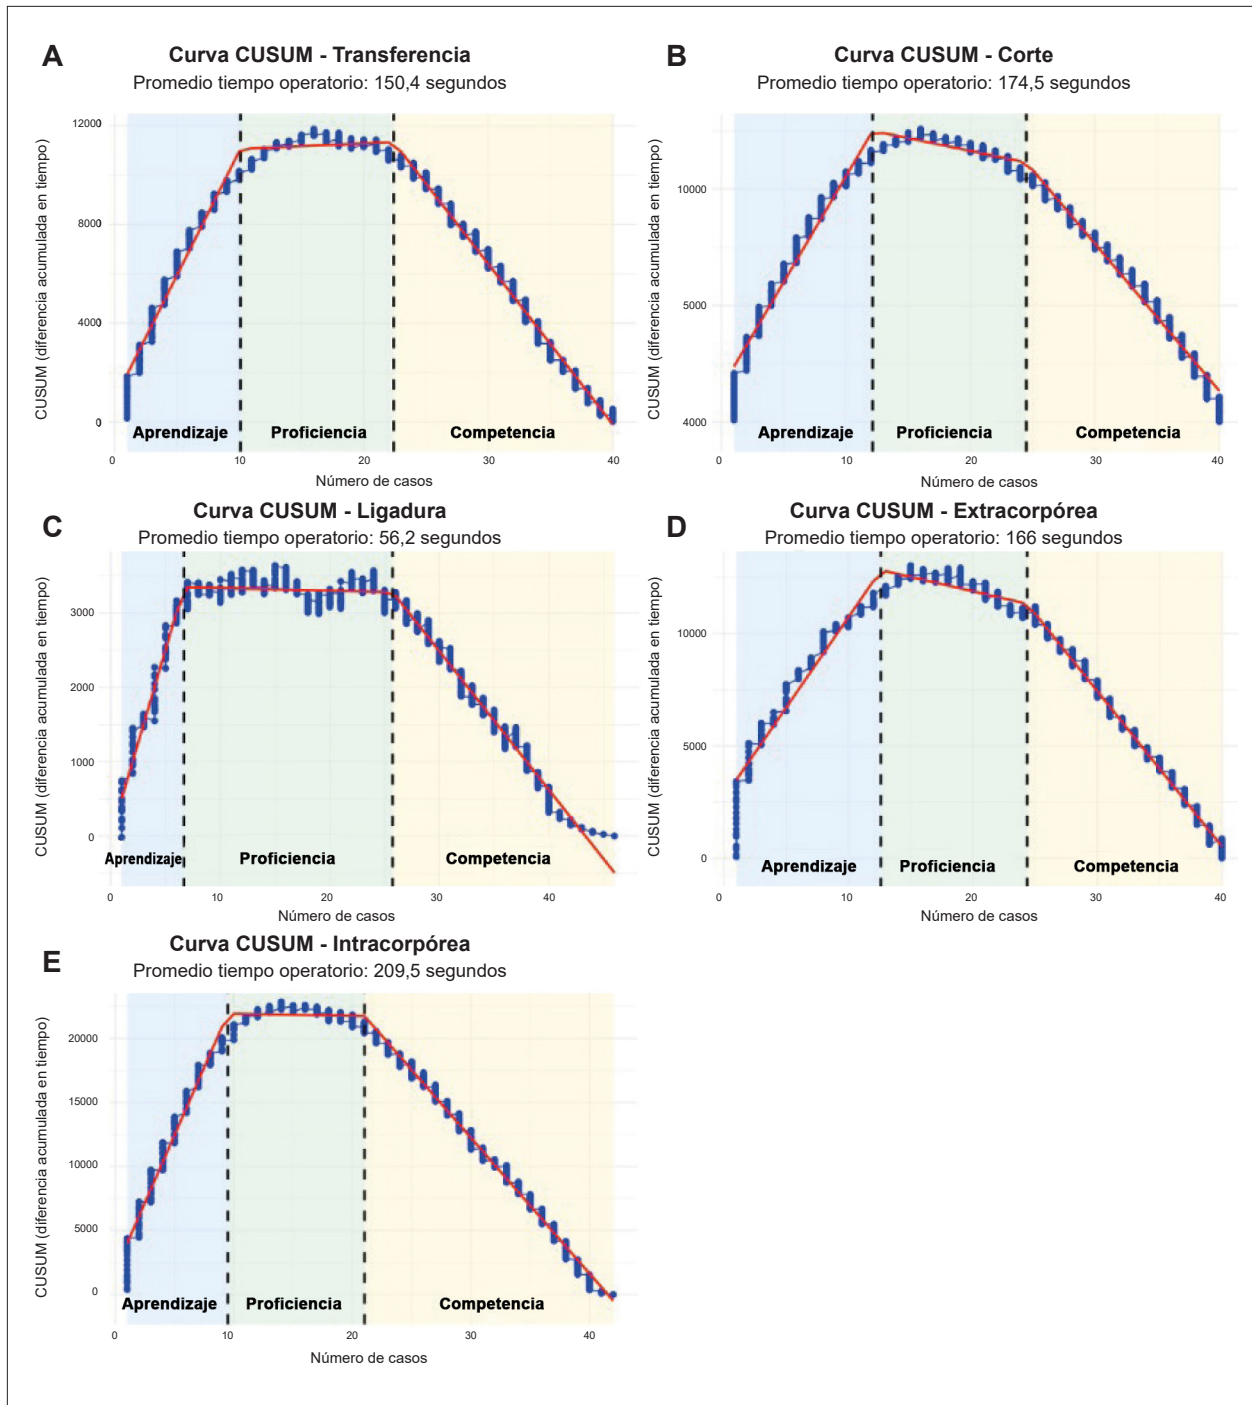 A
Curva CUSUM - Transferencia
Promedio tiempo operatorio: 150,4 segundos
CUSUM (diferencia acumulada en tiempo)
12000
8000
4000
0
Aprendizaje Proficiencia Competencia
0 10 20 30 40
Número de casos
B
Curva CUSUM - Corte
Promedio tiempo operatorio: 174,5 segundos
CUSUM (diferencia acumulada en tiempo)
10000
5000
4000
Aprendizaje Proficiencia Competencia
0 10 20 30 40
Número de casos
C
Curva CUSUM - Ligadura
Promedio tiempo operatorio: 56,2 segundos
CUSUM (diferencia acumulada en tiempo)
3000
2000
1000
0
Aprendizaje Proficiencia Competencia
0 10 20 30 40
Número de casos
D
Curva CUSUM - Extracorpórea
Promedio tiempo operatorio: 166 segundos
CUSUM (diferencia acumulada en tiempo)
10000
5000
0
Aprendizaje Proficiencia Competencia
0 10 20 30 40
Número de casos
E
Curva CUSUM - Intracorpórea
Promedio tiempo operatorio: 209,5 segundos
CUSUM (diferencia acumulada en tiempo)
20000
15000
10000
5000
0
Aprendizaje Proficiencia Competencia
0 10 20 30 40
Número de casos